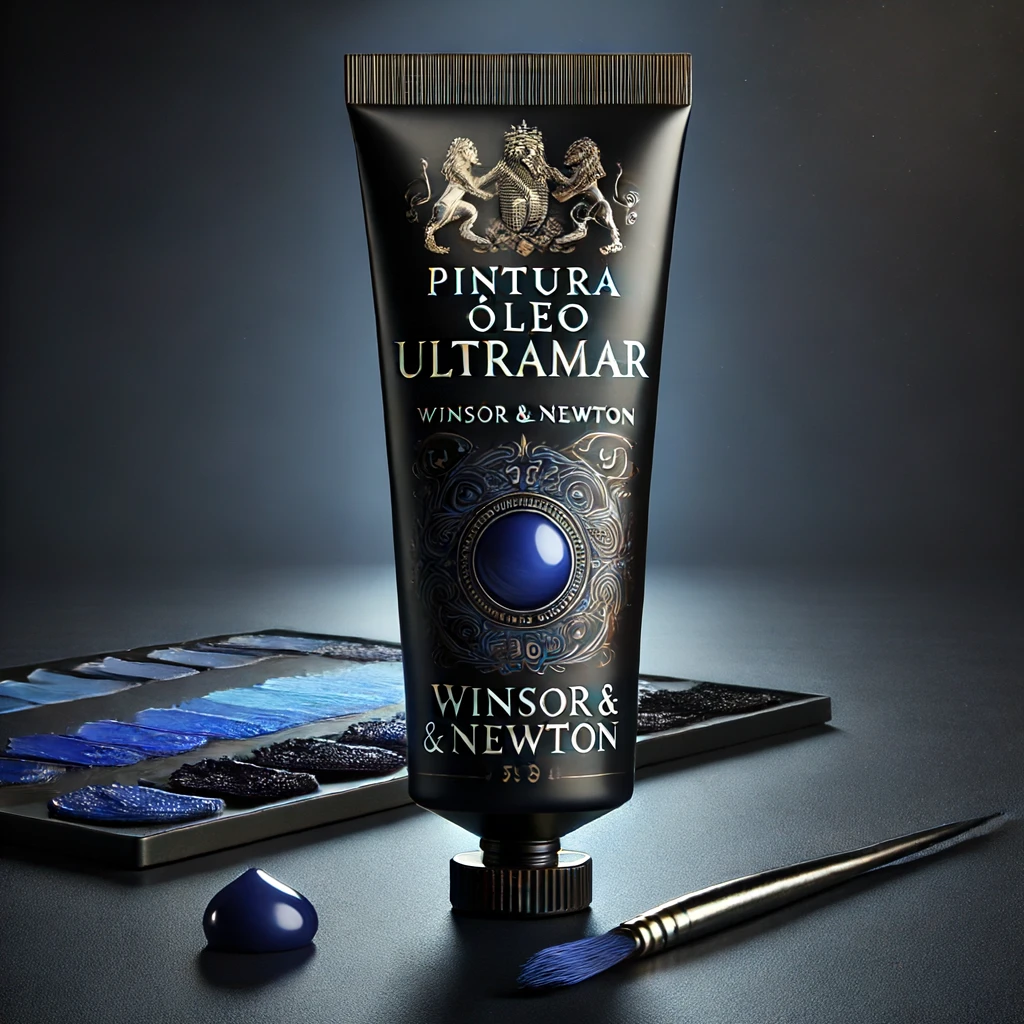 PINTURA
ÓLEO
ULTRAMAR
WINSOR & NEWTON
WINSOR &
& NEWTON